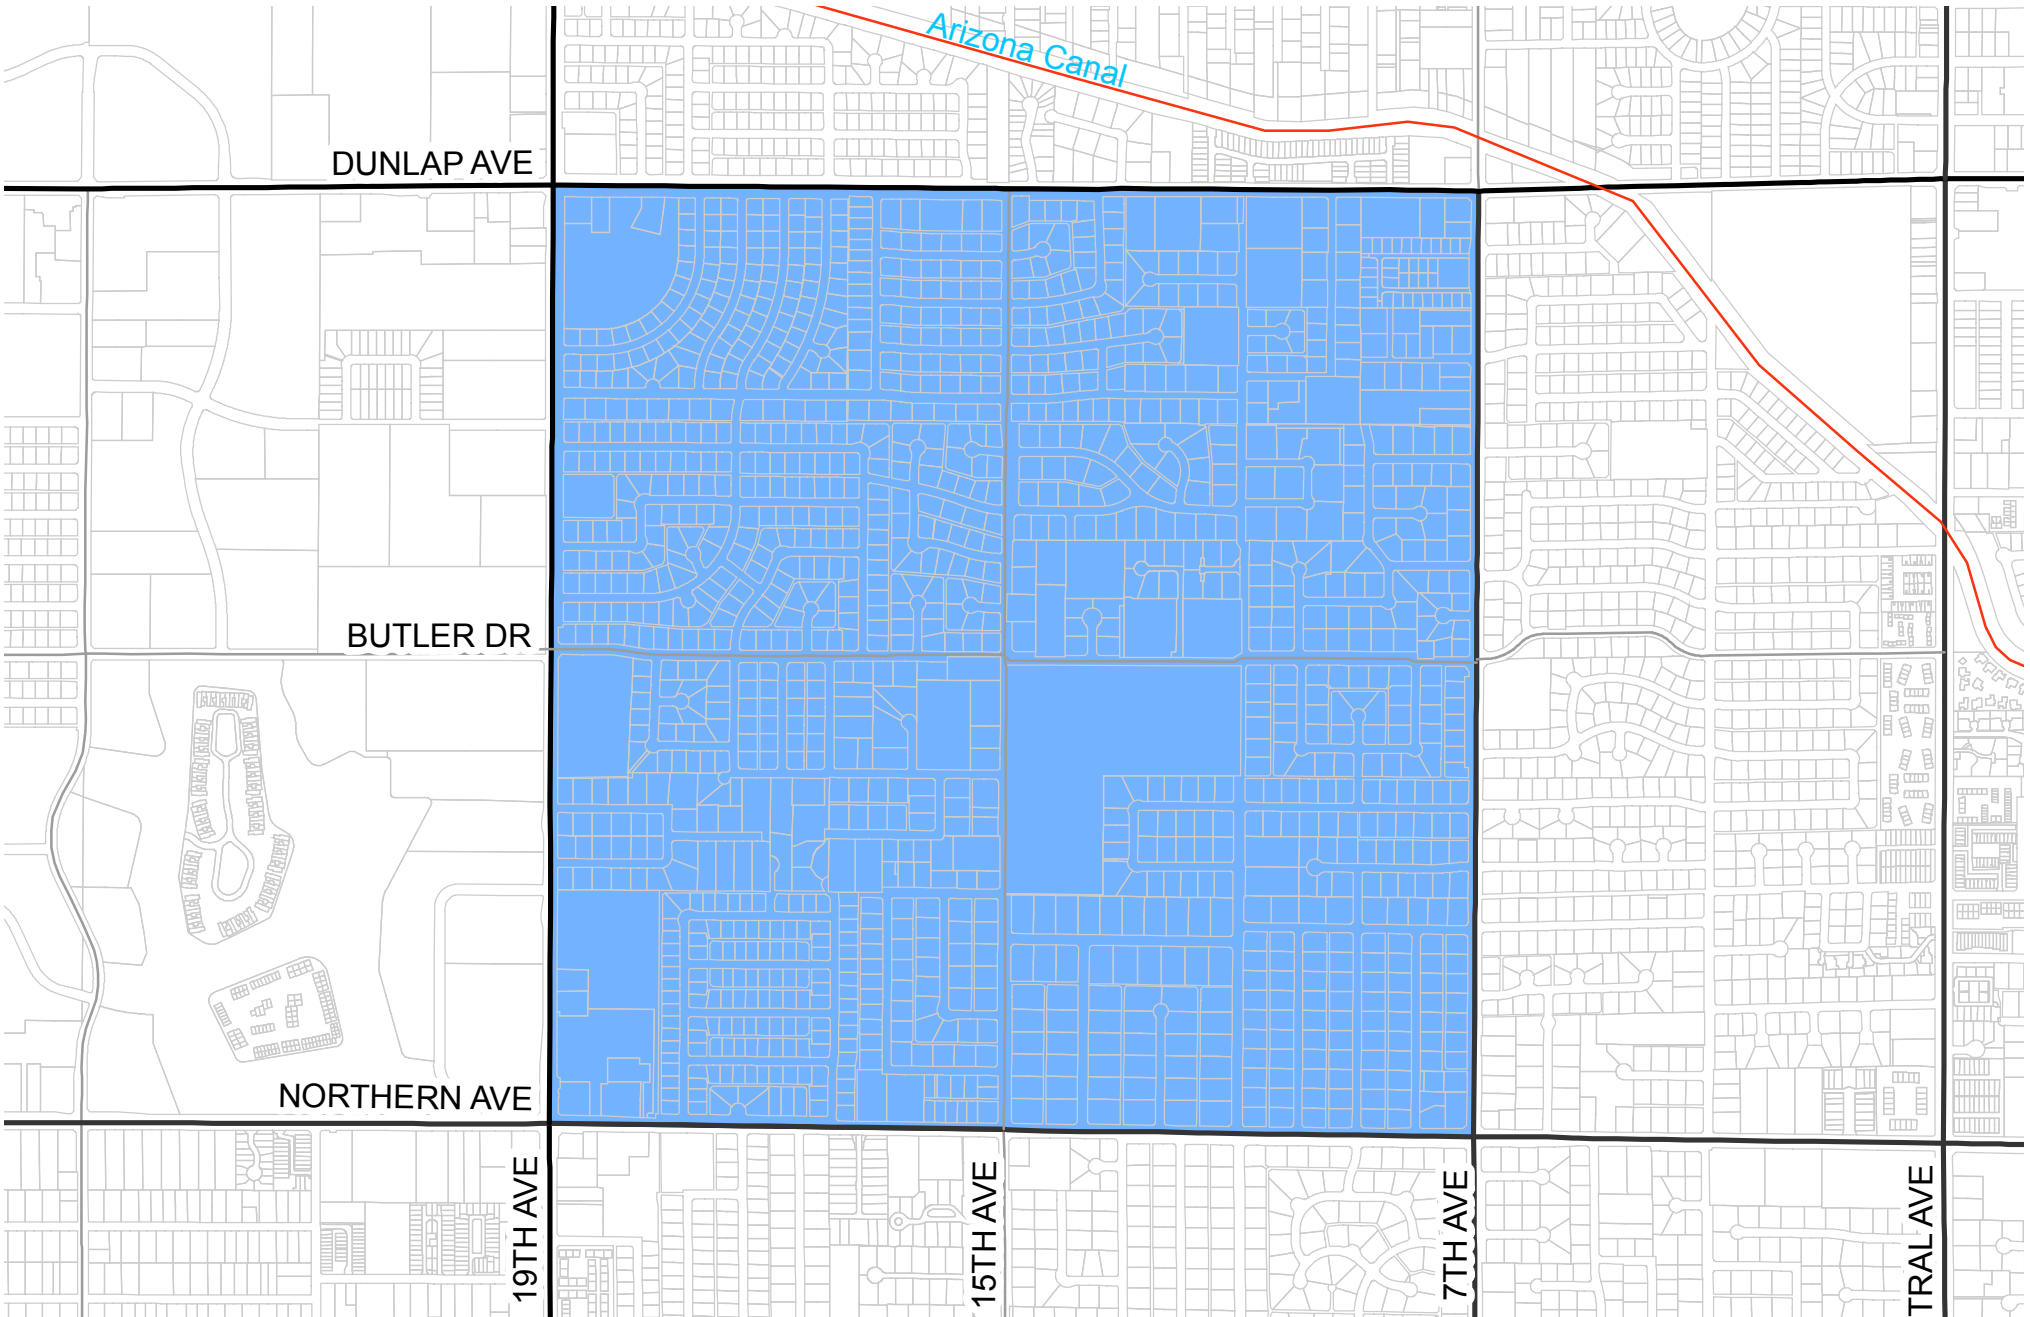 Arizona Canal
DUNLAP AVE
BUTLER DR
NORTHERN AVE
19TH AVE
15TH AVE
7TH AVE
TRAL AVE